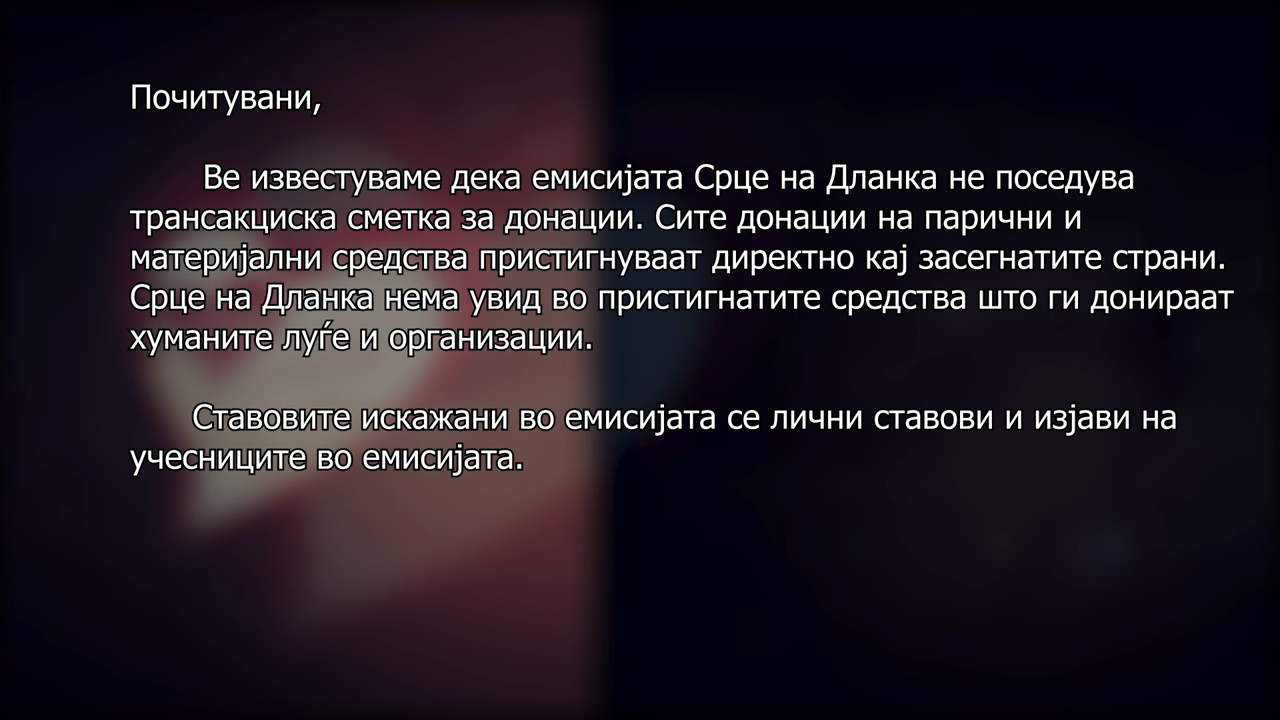 Почитувани,
Ве известуваме дека емисијата Срце на Дланка не поседува
трансакциска сметка за донации. Сите донации на парични и
материјални средства пристигнуваат директно кај засегнатите страни.
Срце на Дланка нема увид во пристигнатите средства што ги донираат
хуманите луѓе и организации.
Ставовите искажани во емисијата се лични ставови и изјави на
учесниците во емисијата.